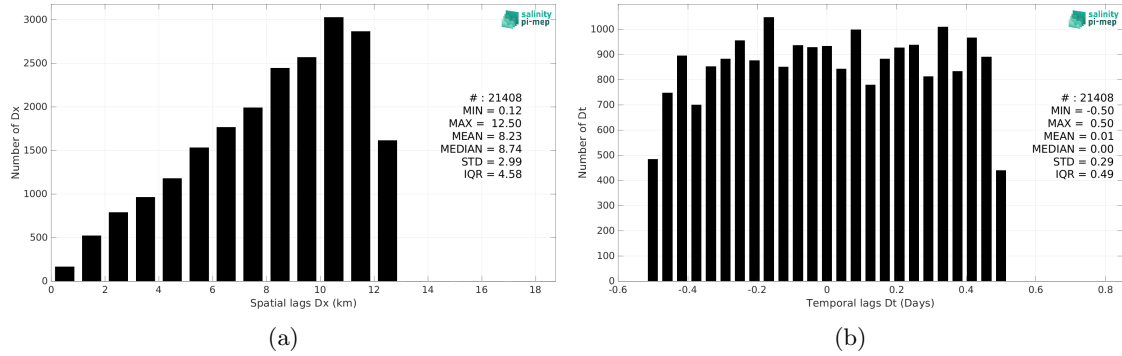 salinity
pi-mep
3000
2500
2000
1500
1000
500
0
Number of Dx
# : 21408
MIN = 0.12
MAX = 12.50
MEAN = 8.23
MEDIAN = 8.74
STD = 2.99
IQR = 4.58
0 2 4 6 8 10 12 14 16 18
Spatial lags Dx (km)
(a)
salinity
pi-mep
1000
900
800
700
600
500
400
300
200
100
0
Number of Dt
# : 21408
MIN = -0.50
MAX = 0.50
MEAN = 0.01
MEDIAN = 0.00
STD = 0.29
IQR = 0.49
-0.6 -0.4 -0.2 0 0.2 0.4 0.6 0.8
Temporal lags Dt (Days)
(b)